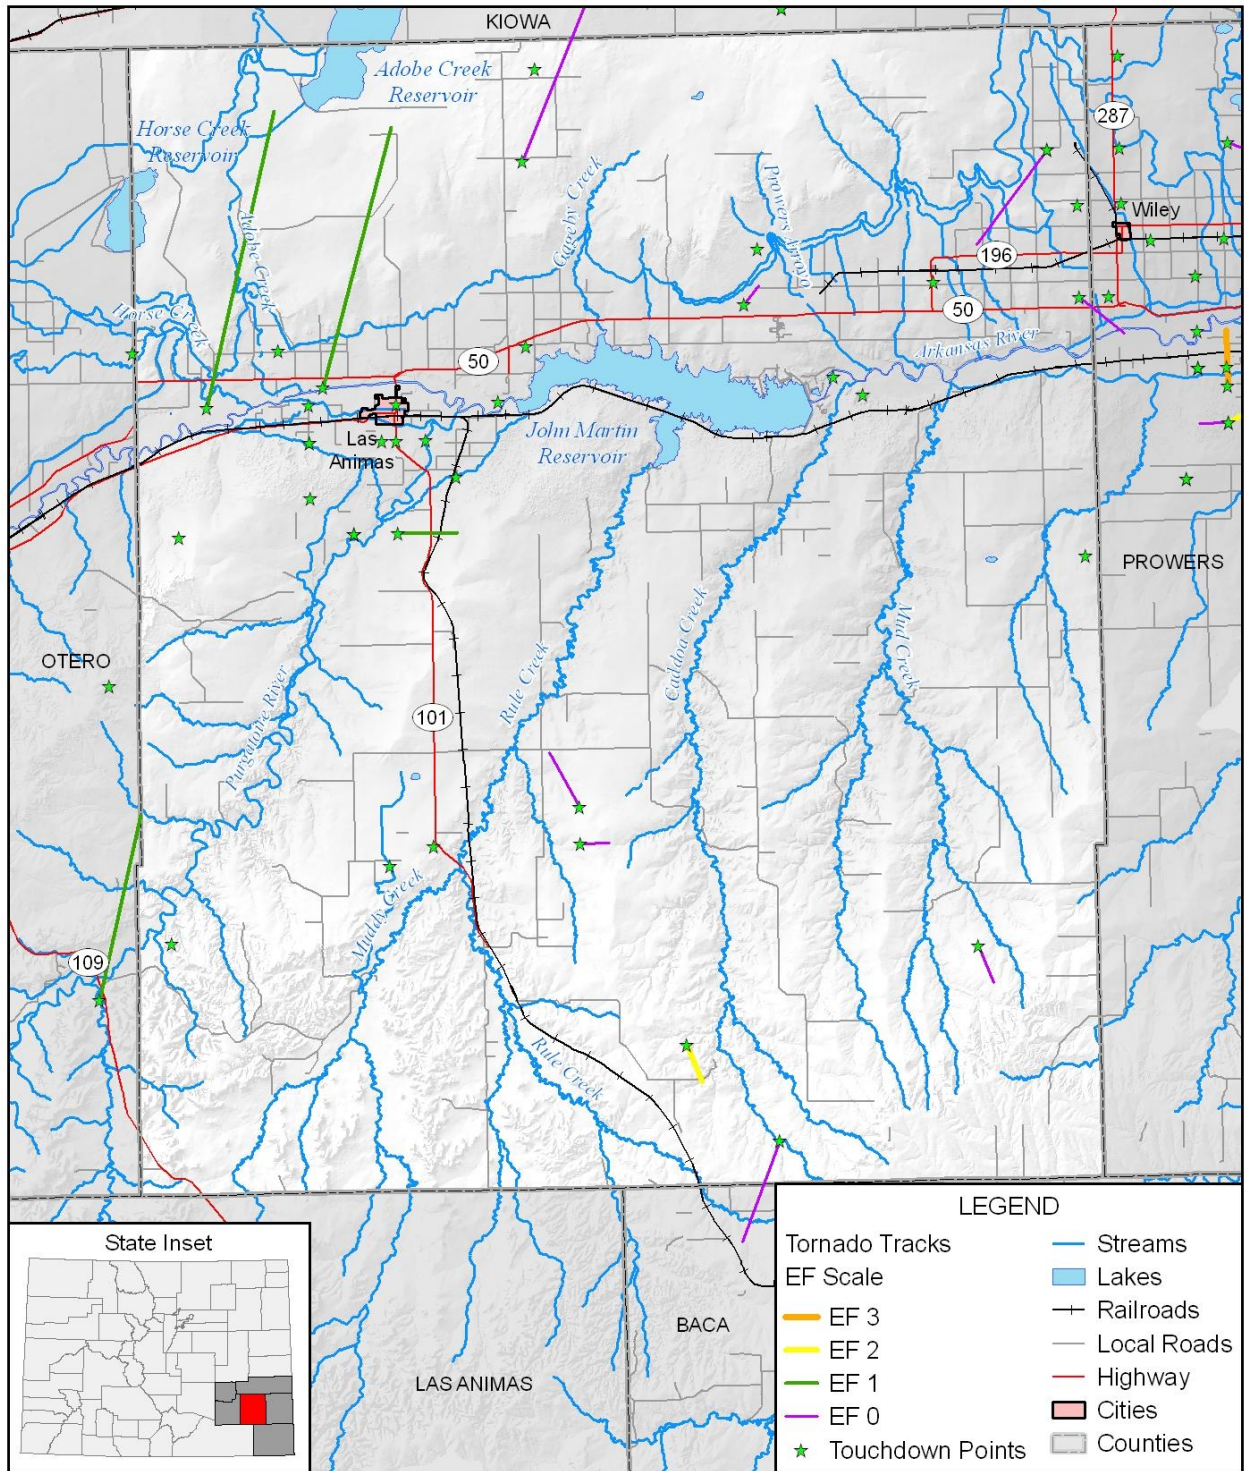 KIOWA
Adobe Creek
Reservoir
Horse Creek
Reservoir
287
Adobe Creek
Gageby Creek
Prowers Arroyo
Wiley
196
Horse Creek
50
50
Arkansas River
Las
Animas
John Martin
Reservoir
PROWERS
OTERO
Purgatoire River
101
Rule Creek
Caddoa Creek
Mud Creek
Muddy Creek
109
Rule Creek
BACA
LAS ANIMAS
State Inset
LEGEND
Tornado Tracks
EF Scale
EF 3
EF 2
EF 1
EF 0
Touchdown Points
Streams
Lakes
Railroads
Local Roads
Highway
Cities
Counties